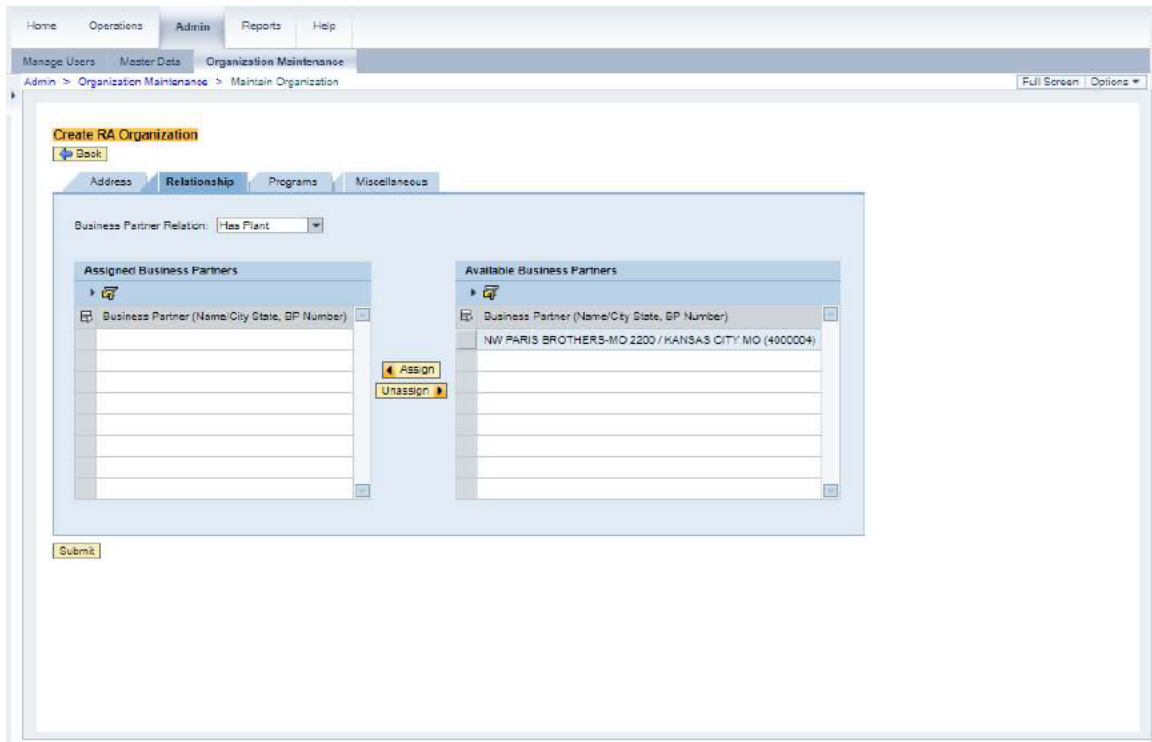 Home Operations Admin Reports Help
Manage Users Master Data Organization Maintenance
Admin > Organization Maintenance > Maintain Organization
Full Screen Options
Create RA Organization
Back
Address Relationship Programs Miscellaneous
Business Partner Relation: Has Plant
Assigned Business Partners
Business Partner (Name/City State, BP Number)
Assign
Unassign
Available Business Partners
Business Partner (Name/City State, BP Number)
NW PARIS BROTHERS-MO 2200 / KANSAS CITY MO (4000004)
Submit